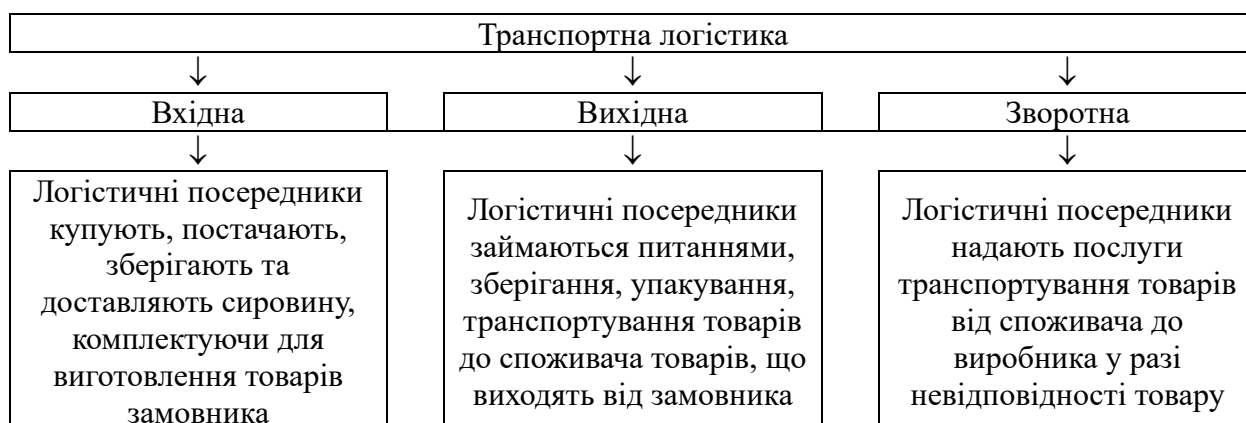 Транспортна логістика
Вхідна
Вихідна
Зворотна
Логістичні посередники
купують, постачають,
зберігають та
доставляють сировину,
комплектуючи для
виготовлення товарів
замовника
Логістичні посередники
займаються питаннями,
зберігання, упакування,
транспортування товарів
до споживача товарів, що
виходять від замовника
Логістичні посередники
надають послуги
транспортування товарів
від споживача до
виробника у разі
невідповідності товару